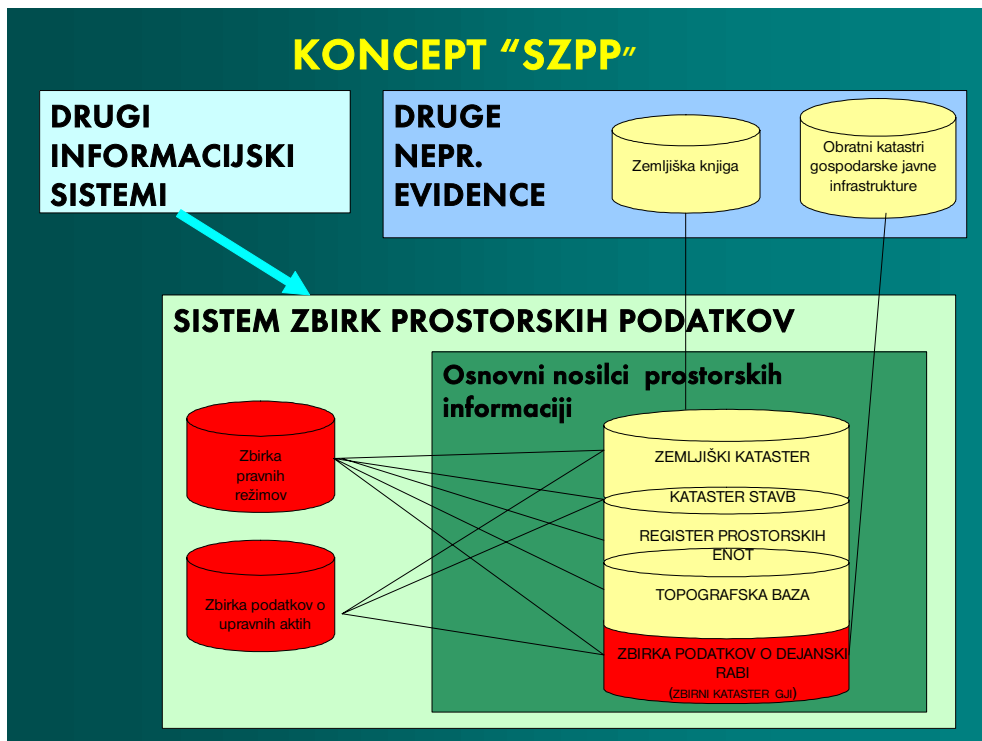 KONCEPT “SZPP”
DRUGI
INFORMACIJSKI
SISTEMI
DRUGE
NEPR.
EVIDENCE
Zemljiška knjiga
Obratni katastri
gospodarske javne
infrastrukture
SISTEM ZBIRK PROSTORSKIH PODATKOV
Osnovni nosilci prostorskih
informaciji
Zbirka
pravnih
režimov
Zbirka podatkov o
upravnih aktih
ZEMLJIŠKI KATASTER
KATASTER STAVB
REGISTER PROSTORSKIH
ENOT
TOPOGRAFSKA BAZA
ZBIRKA PODATKOV O DEJANSKI
RABI
(ZBIRNI KATASTER GJI)